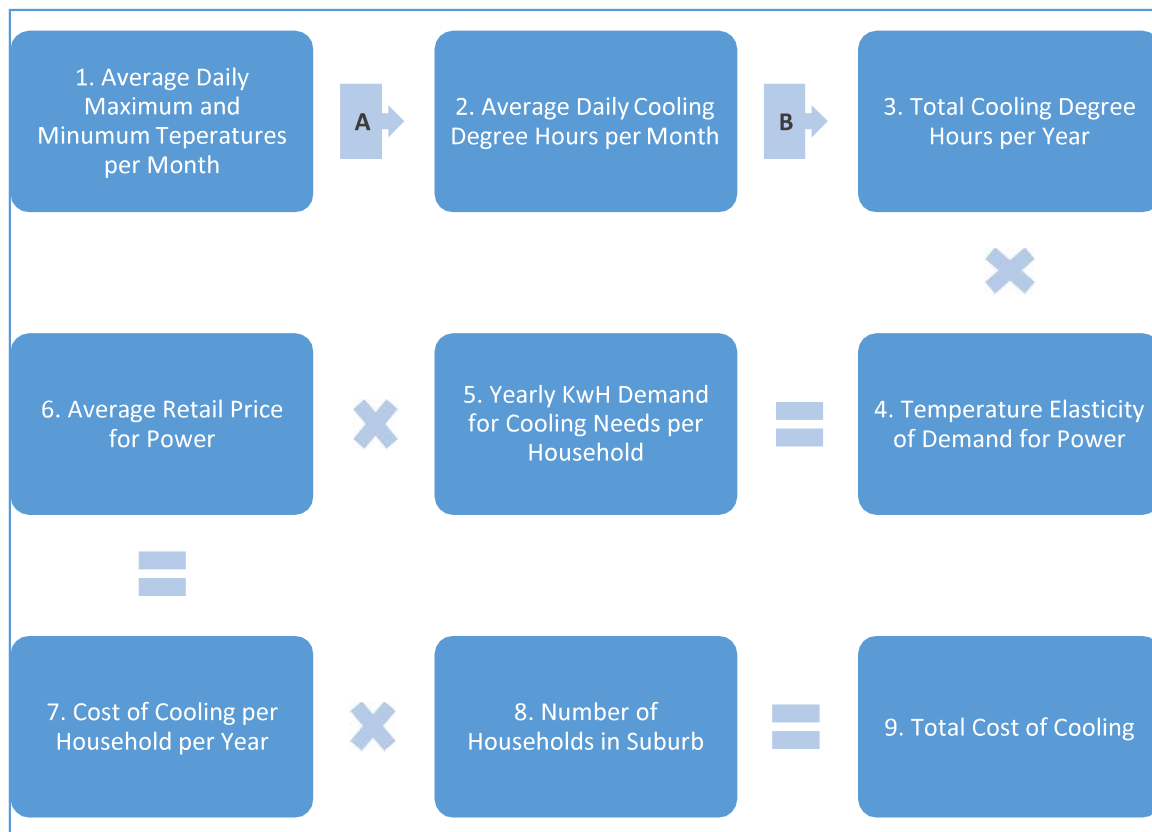 1. Average Daily
Maximum and
Minumum Teperatures
per Month
A
2. Average Daily Cooling
Degree Hours per Month
B
3. Total Cooling Degree
Hours per Year
6. Average Retail Price
for Power
5. Yearly KwH Demand
for Cooling Needs per
Household
4. Temperature Elasticity
of Demand for Power
7. Cost of Cooling per
Household per Year
8. Number of
Households in Suburb
9. Total Cost of Cooling